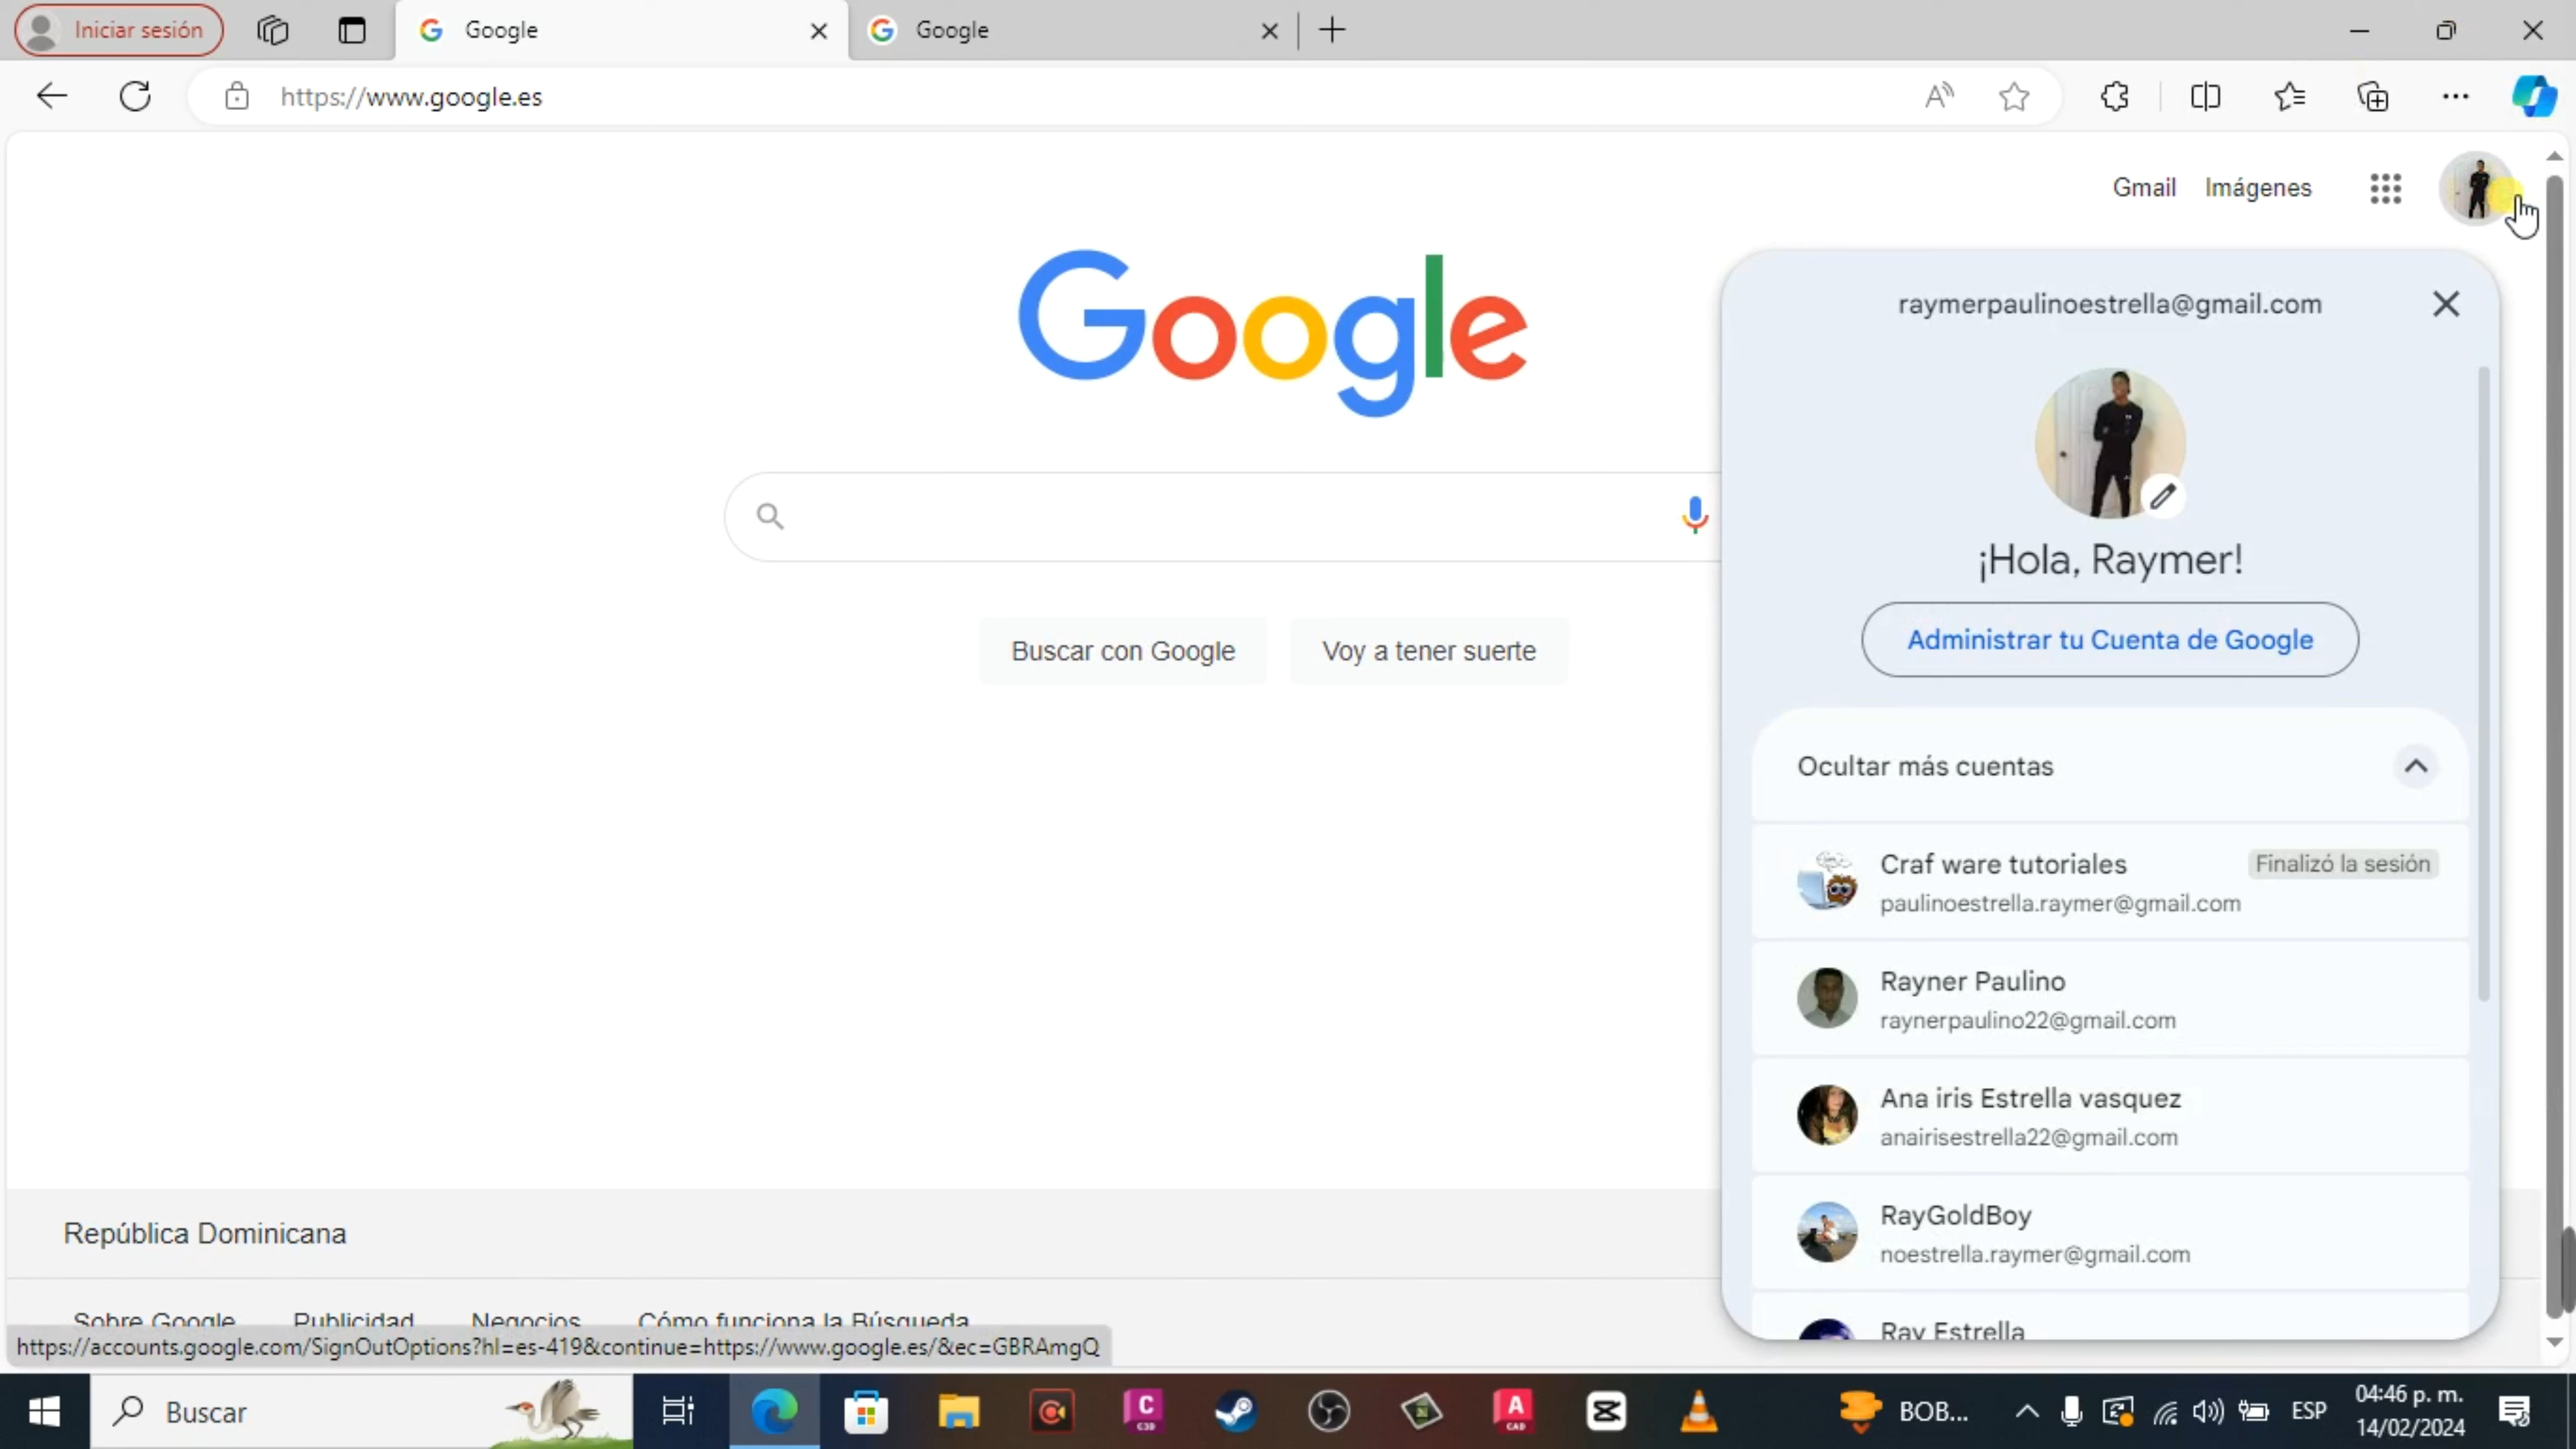 Iniciar sesión
Google
Google
https://www.google.es
Gmail
Imágenes
Google
raymerpaulinoestrella@gmail.com
¡Hola, Raymer!
Administrar tu Cuenta de Google
Buscar con Google
Voy a tener suerte
Ocultar más cuentas
Craf ware tutoriales
Finalizó la sesión
paulinoestrella.raymer@gmail.com
Rayner Paulino
raynerpaulino22@gmail.com
Ana iris Estrella vasquez
anairisestrella22@gmail.com
RayGoldBoy
noestrella.raymer@gmail.com
Ray Estrella
República Dominicana
Sobre Google
Publicidad
Negocios
Cómo funciona la Búsqueda
https://accounts.google.com/SignOutOptions?hl=es-419&continue=https://www.google.es/&ec=GBRAmgQ
Buscar
C
C3D
A
CAD
BOB...
ESP
04:46 p. m.
14/02/2024